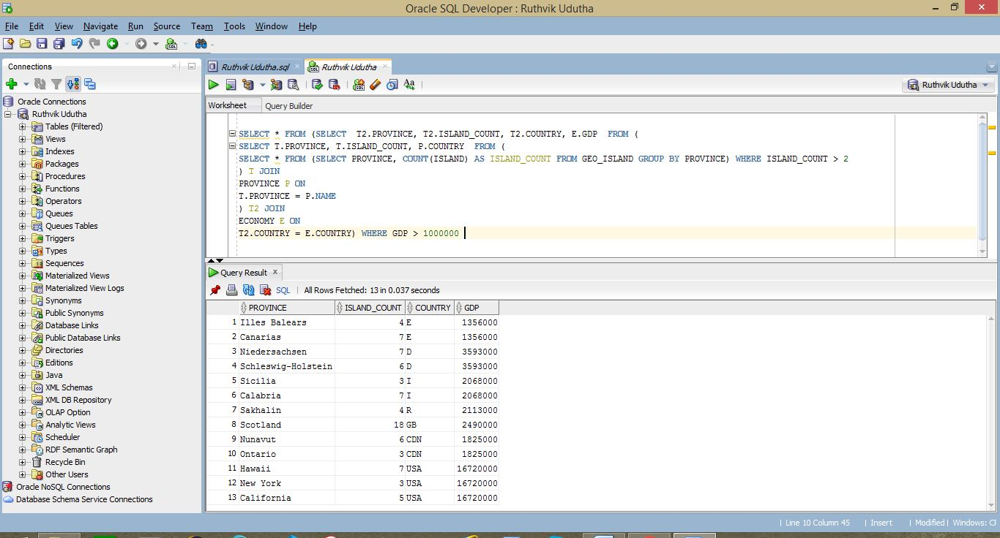 Oracle SQL Developer : Ruthvik Udutha
File Edit View Navigate Run Source Team Tools Window Help
Connections
Oracle Connections
Ruthvik Udutha
Tables (Filtered)
Views
Indexes
Packages
Procedures
Functions
Operators
Queues
Queues Tables
Triggers
Types
Sequences
Materialized Views
Materialized View Logs
Synonyms
Public Synonyms
Database Links
Public Database Links
Directories
Editions
Java
XML Schemas
XML DB Repository
OLAP Option
Analytic Views
Scheduler
RDF Semantic Graph
Recycle Bin
Other Users
Oracle NoSQL Connections
Database Schema Service Connections
Ruthvik Udutha.sql Ruthvik Udutha
Ruthvik Udutha
Worksheet Query Builder
SELECT * FROM (SELECT T2.PROVINCE, T2.ISLAND_COUNT, T2.COUNTRY, E.GDP FROM (
SELECT T.PROVINCE, T.ISLAND_COUNT, P.COUNTRY FROM (
SELECT * FROM (SELECT PROVINCE, COUNT(ISLAND) AS ISLAND_COUNT FROM GEO_ISLAND GROUP BY PROVINCE) WHERE ISLAND_COUNT > 2
) T JOIN
PROVINCE P ON
T.PROVINCE = P.NAME
) T2 JOIN
ECONOMY E ON
T2.COUNTRY = E.COUNTRY) WHERE GDP > 1000000
Query Result x
SQL | All Rows Fetched: 13 in 0.037 seconds
PROVINCE ISLAND_COUNT COUNTRY GDP
1 Illes Balears 4 E 1356000
2 Canarias 7 E 1356000
3 Niedersachsen 7 D 3593000
4 Schleswig-Holstein 6 D 3593000
5 Sicilia 3 I 2068000
6 Calabria 7 I 2068000
7 Sakhalin 4 R 2113000
8 Scotland 18 GB 2490000
9 Nunavut 6 CDN 1825000
10 Ontario 3 CDN 1825000
11 Hawaii 7 USA 16720000
12 New York 3 USA 16720000
13 California 5 USA 16720000
| Line 10 Column 45 | Insert | Modified | Windows: CF